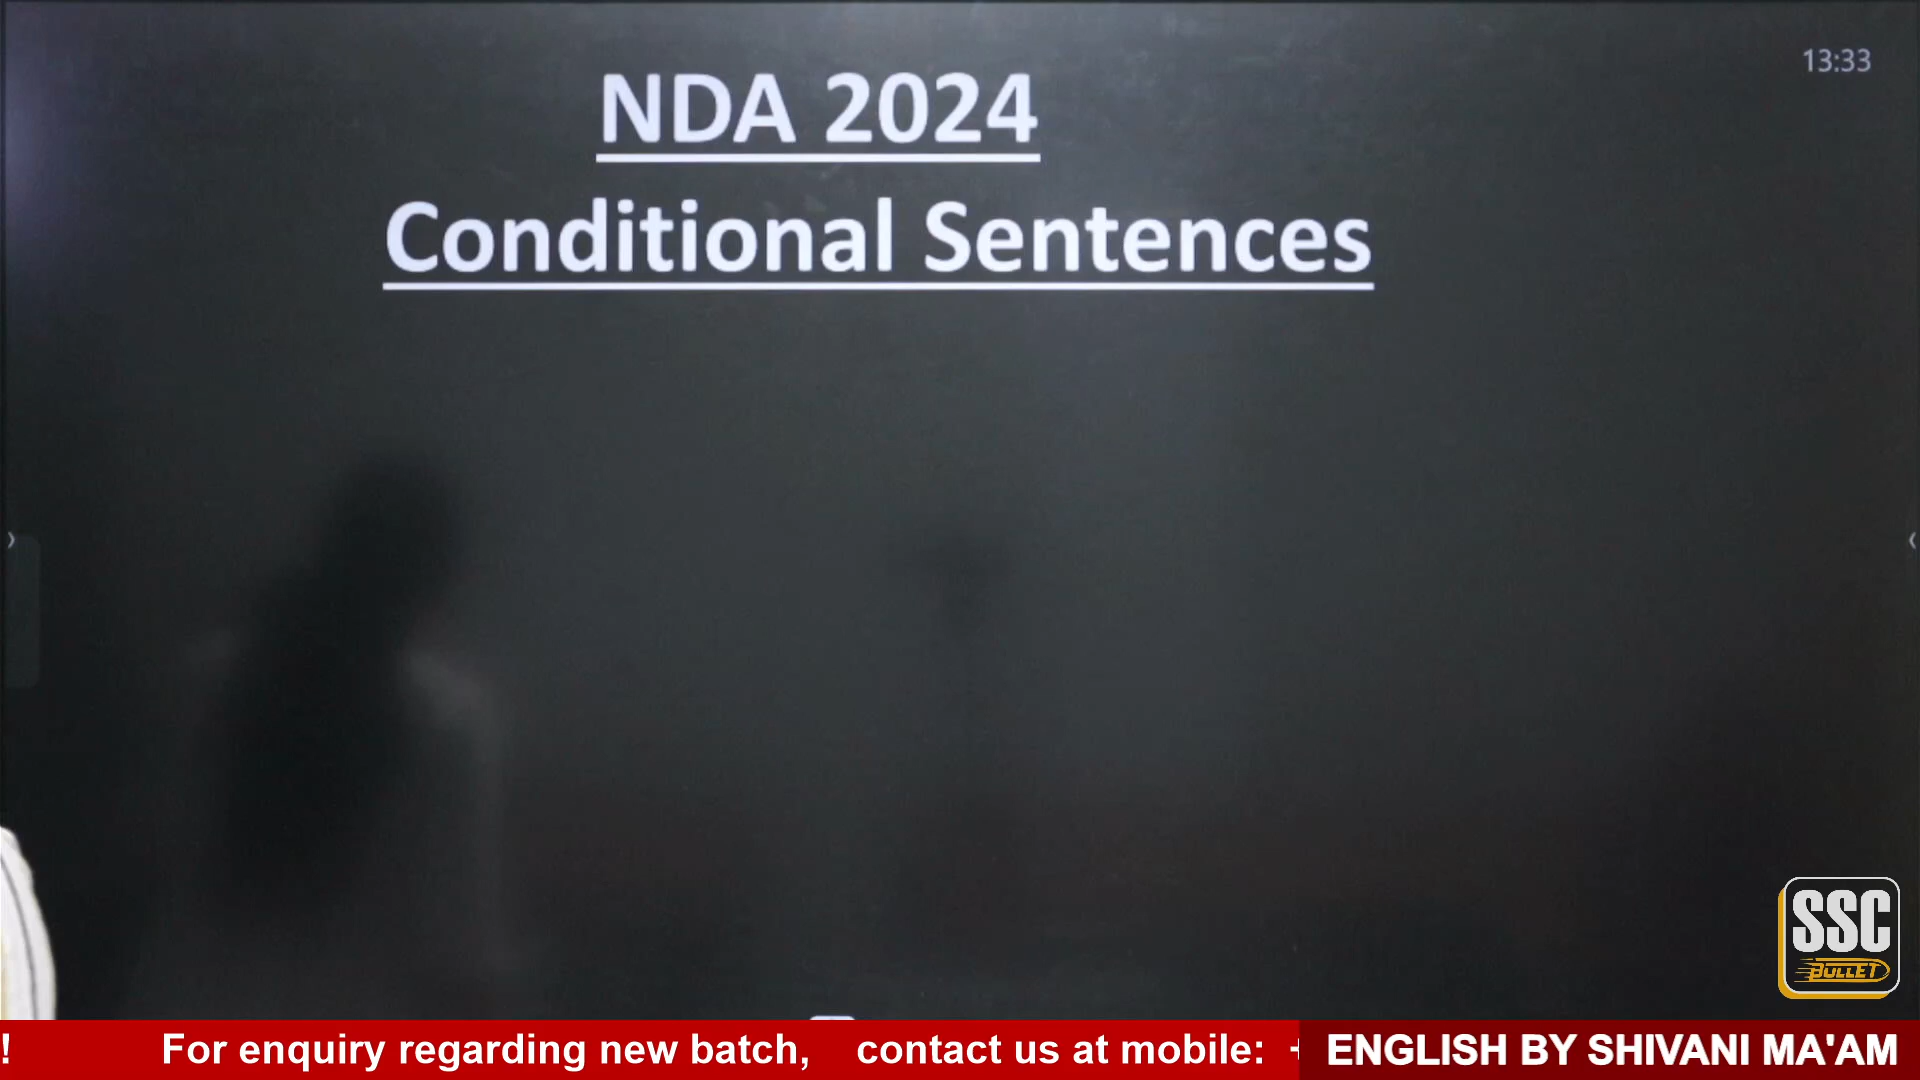 13:33
NDA 2024
Conditional Sentences
SSC
BULLET
! For enquiry regarding new batch, contact us at mobile: +
ENGLISH BY SHIVANI MA'AM